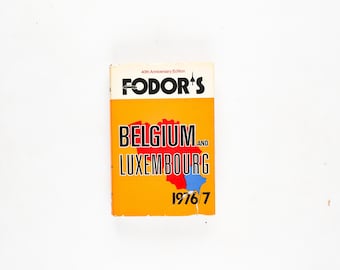 40th Anniversary Edition
FODOR'S
BELGIUM AND
LUXEMBOURG
1976/7